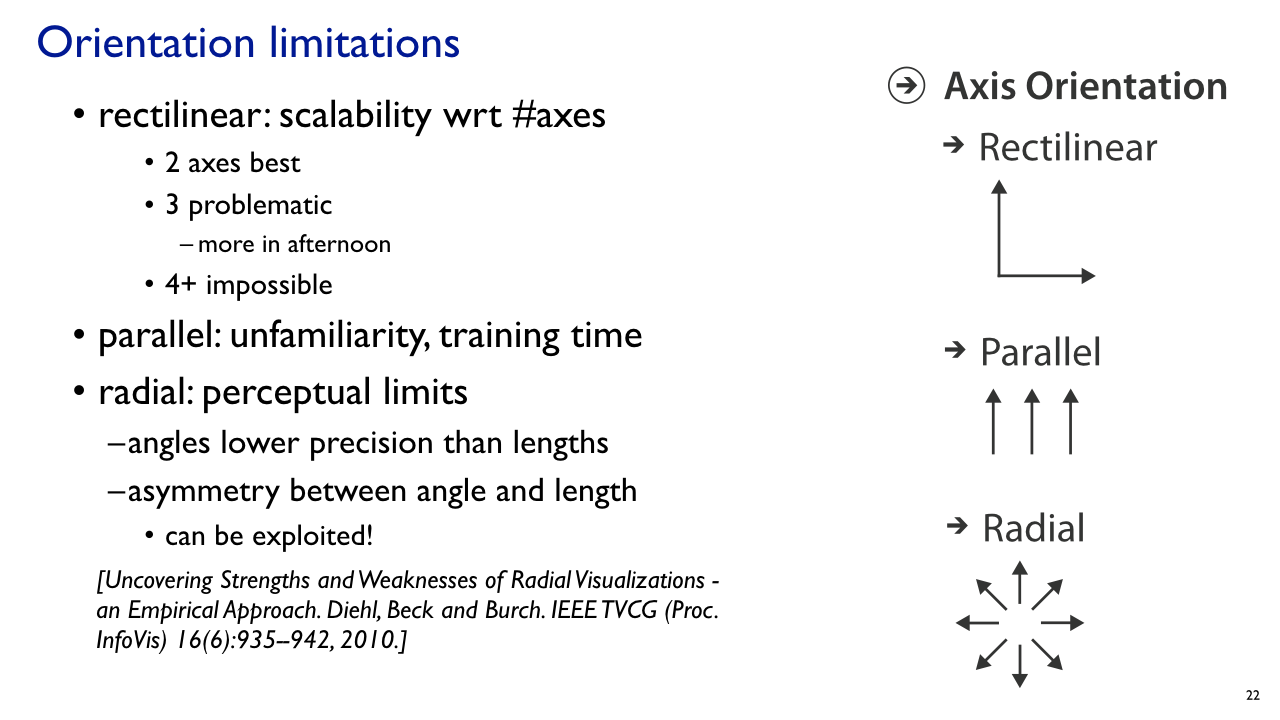 Orientation limitations
• rectilinear: scalability wrt #axes
• 2 axes best
• 3 problematic
– more in afternoon
• 4+ impossible
• parallel: unfamiliarity, training time
• radial: perceptual limits
–angles lower precision than lengths
–asymmetry between angle and length
• can be exploited!
[Uncovering Strengths and Weaknesses of Radial Visualizations -
an Empirical Approach. Diehl, Beck and Burch. IEEE TVCG (Proc.
InfoVis) 16(6):935--942, 2010.]
Axis Orientation
Rectilinear
Parallel
Radial
22